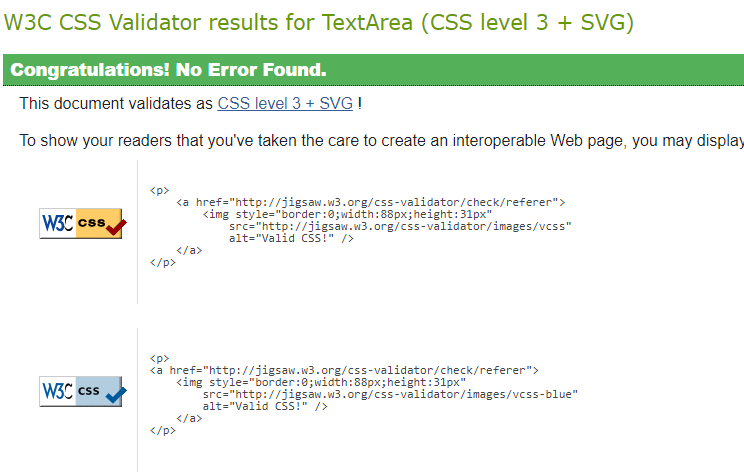 W3C CSS Validator results for TextArea (CSS level 3 + SVG)
Congratulations! No Error Found.
This document validates as CSS level 3 + SVG !
To show your readers that you've taken the care to create an interoperable Web page, you may display
W3C css
<p>
    <a href="http://jigsaw.w3.org/css-validator/check/referer">
        <img style="border:0;width:88px;height:31px"
            src="http://jigsaw.w3.org/css-validator/images/vcss"
            alt="Valid CSS!" />
    </a>
</p>
W3C css
<p>
<a href="http://jigsaw.w3.org/css-validator/check/referer">
    <img style="border:0;width:88px;height:31px"
        src="http://jigsaw.w3.org/css-validator/images/vcss-blue"
        alt="Valid CSS!" />
    </a>
</p>